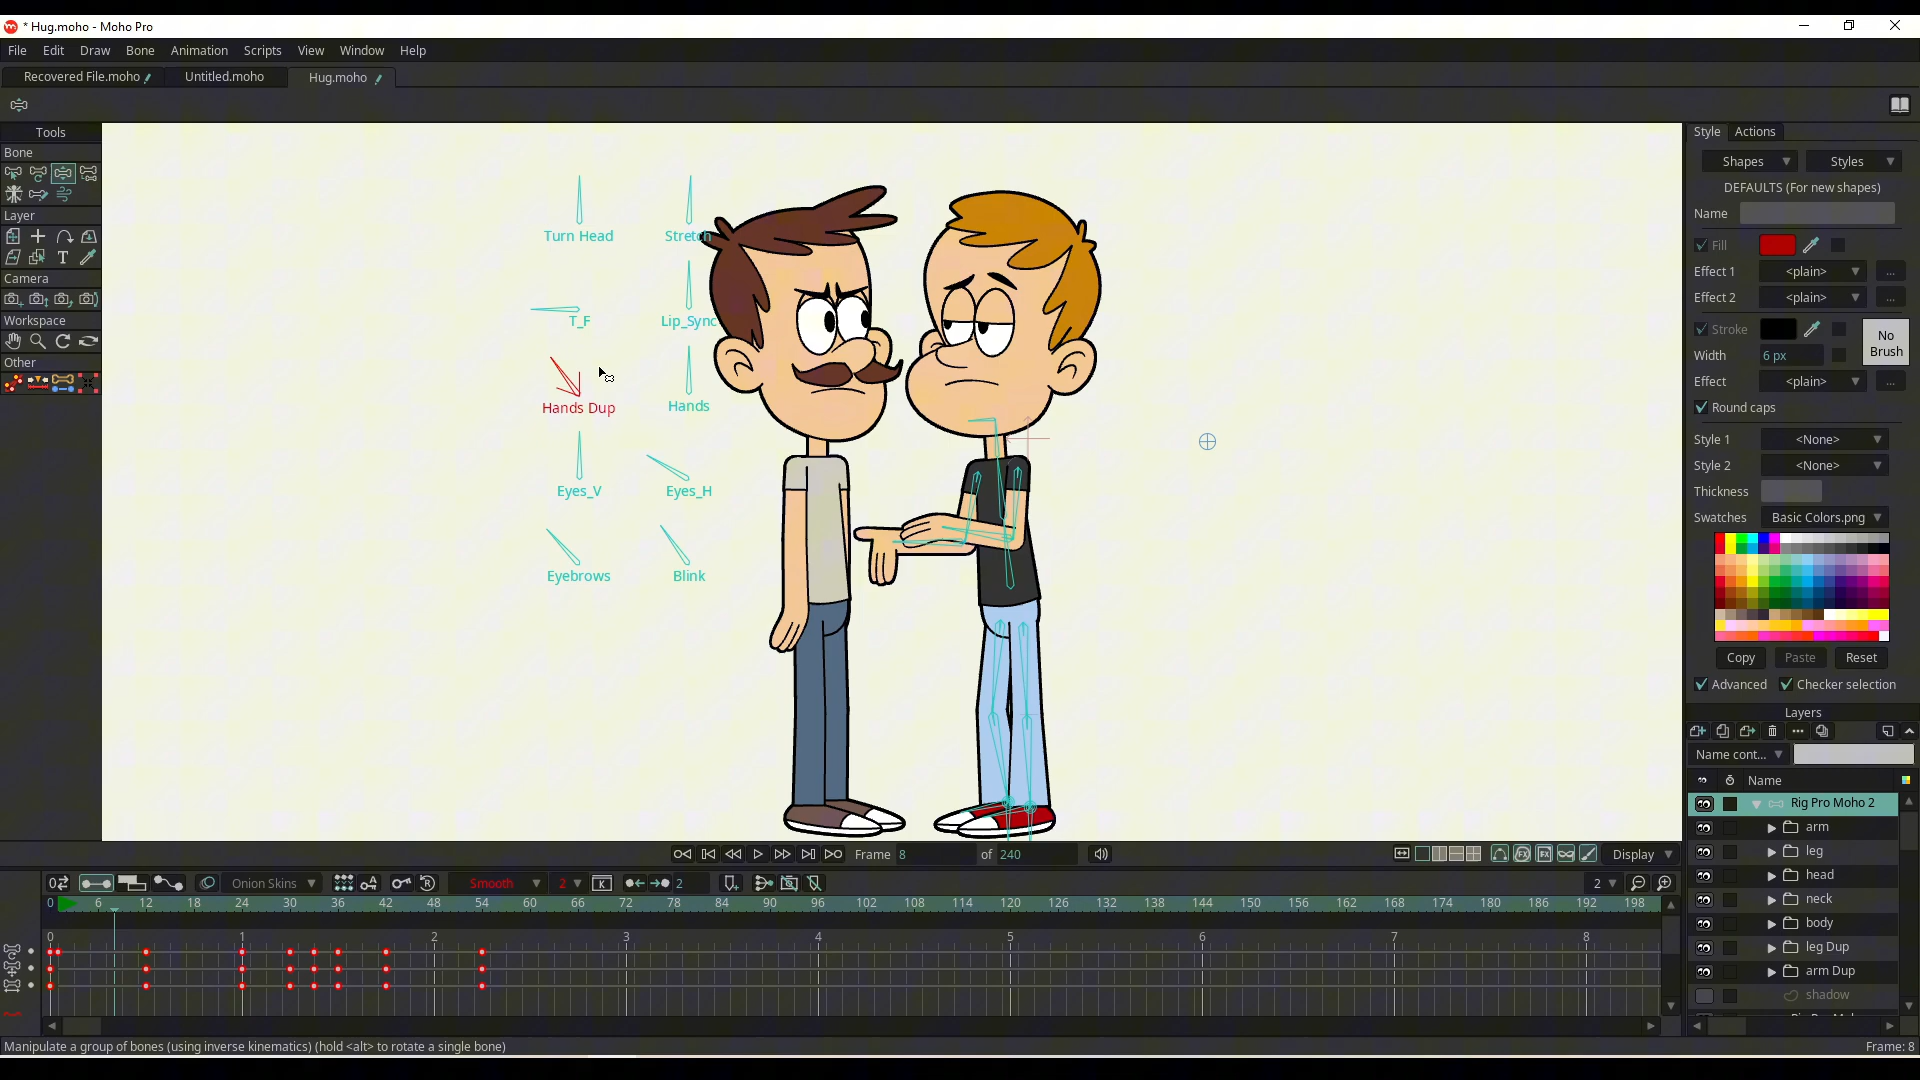 * Hug.moho - Moho Pro
File Edit Draw Bone Animation Scripts View Window Help
Recovered File.moho Untitled.moho Hug.moho
Tools
Bone
Layer
Camera
Workspace
Other
Turn Head
Stretch
T_F
Lip_Sync
Hands Dup
Hands
Eyes_V
Eyes_H
Eyebrows
Blink
Style Actions
Shapes Styles
DEFAULTS (For new shapes)
Name
Fill
Effect 1 <plain> ...
Effect 2 <plain> ...
Stroke
No Brush
Width 6 px
Effect <plain> ...
Round caps
Style 1 <None>
Style 2 <None>
Thickness
Swatches Basic Colors.png
Copy Paste Reset
Advanced Checker selection
Layers
Name cont...
Name
Rig Pro Moho 2
arm
leg
head
neck
body
leg Dup
arm Dup
shadow
Frame 8 of 240
Display
Onion Skins Smooth 2 2 2
0 6 12 18 24 30 36 42 48 54 60 66 72 78 84 90 96 102 108 114 120 126 132 138 144 150 156 162 168 174 180 186 192 198
0 1 2 3 4 5 6 7 8
Manipulate a group of bones (using inverse kinematics) (hold <alt> to rotate a single bone)
Frame: 8